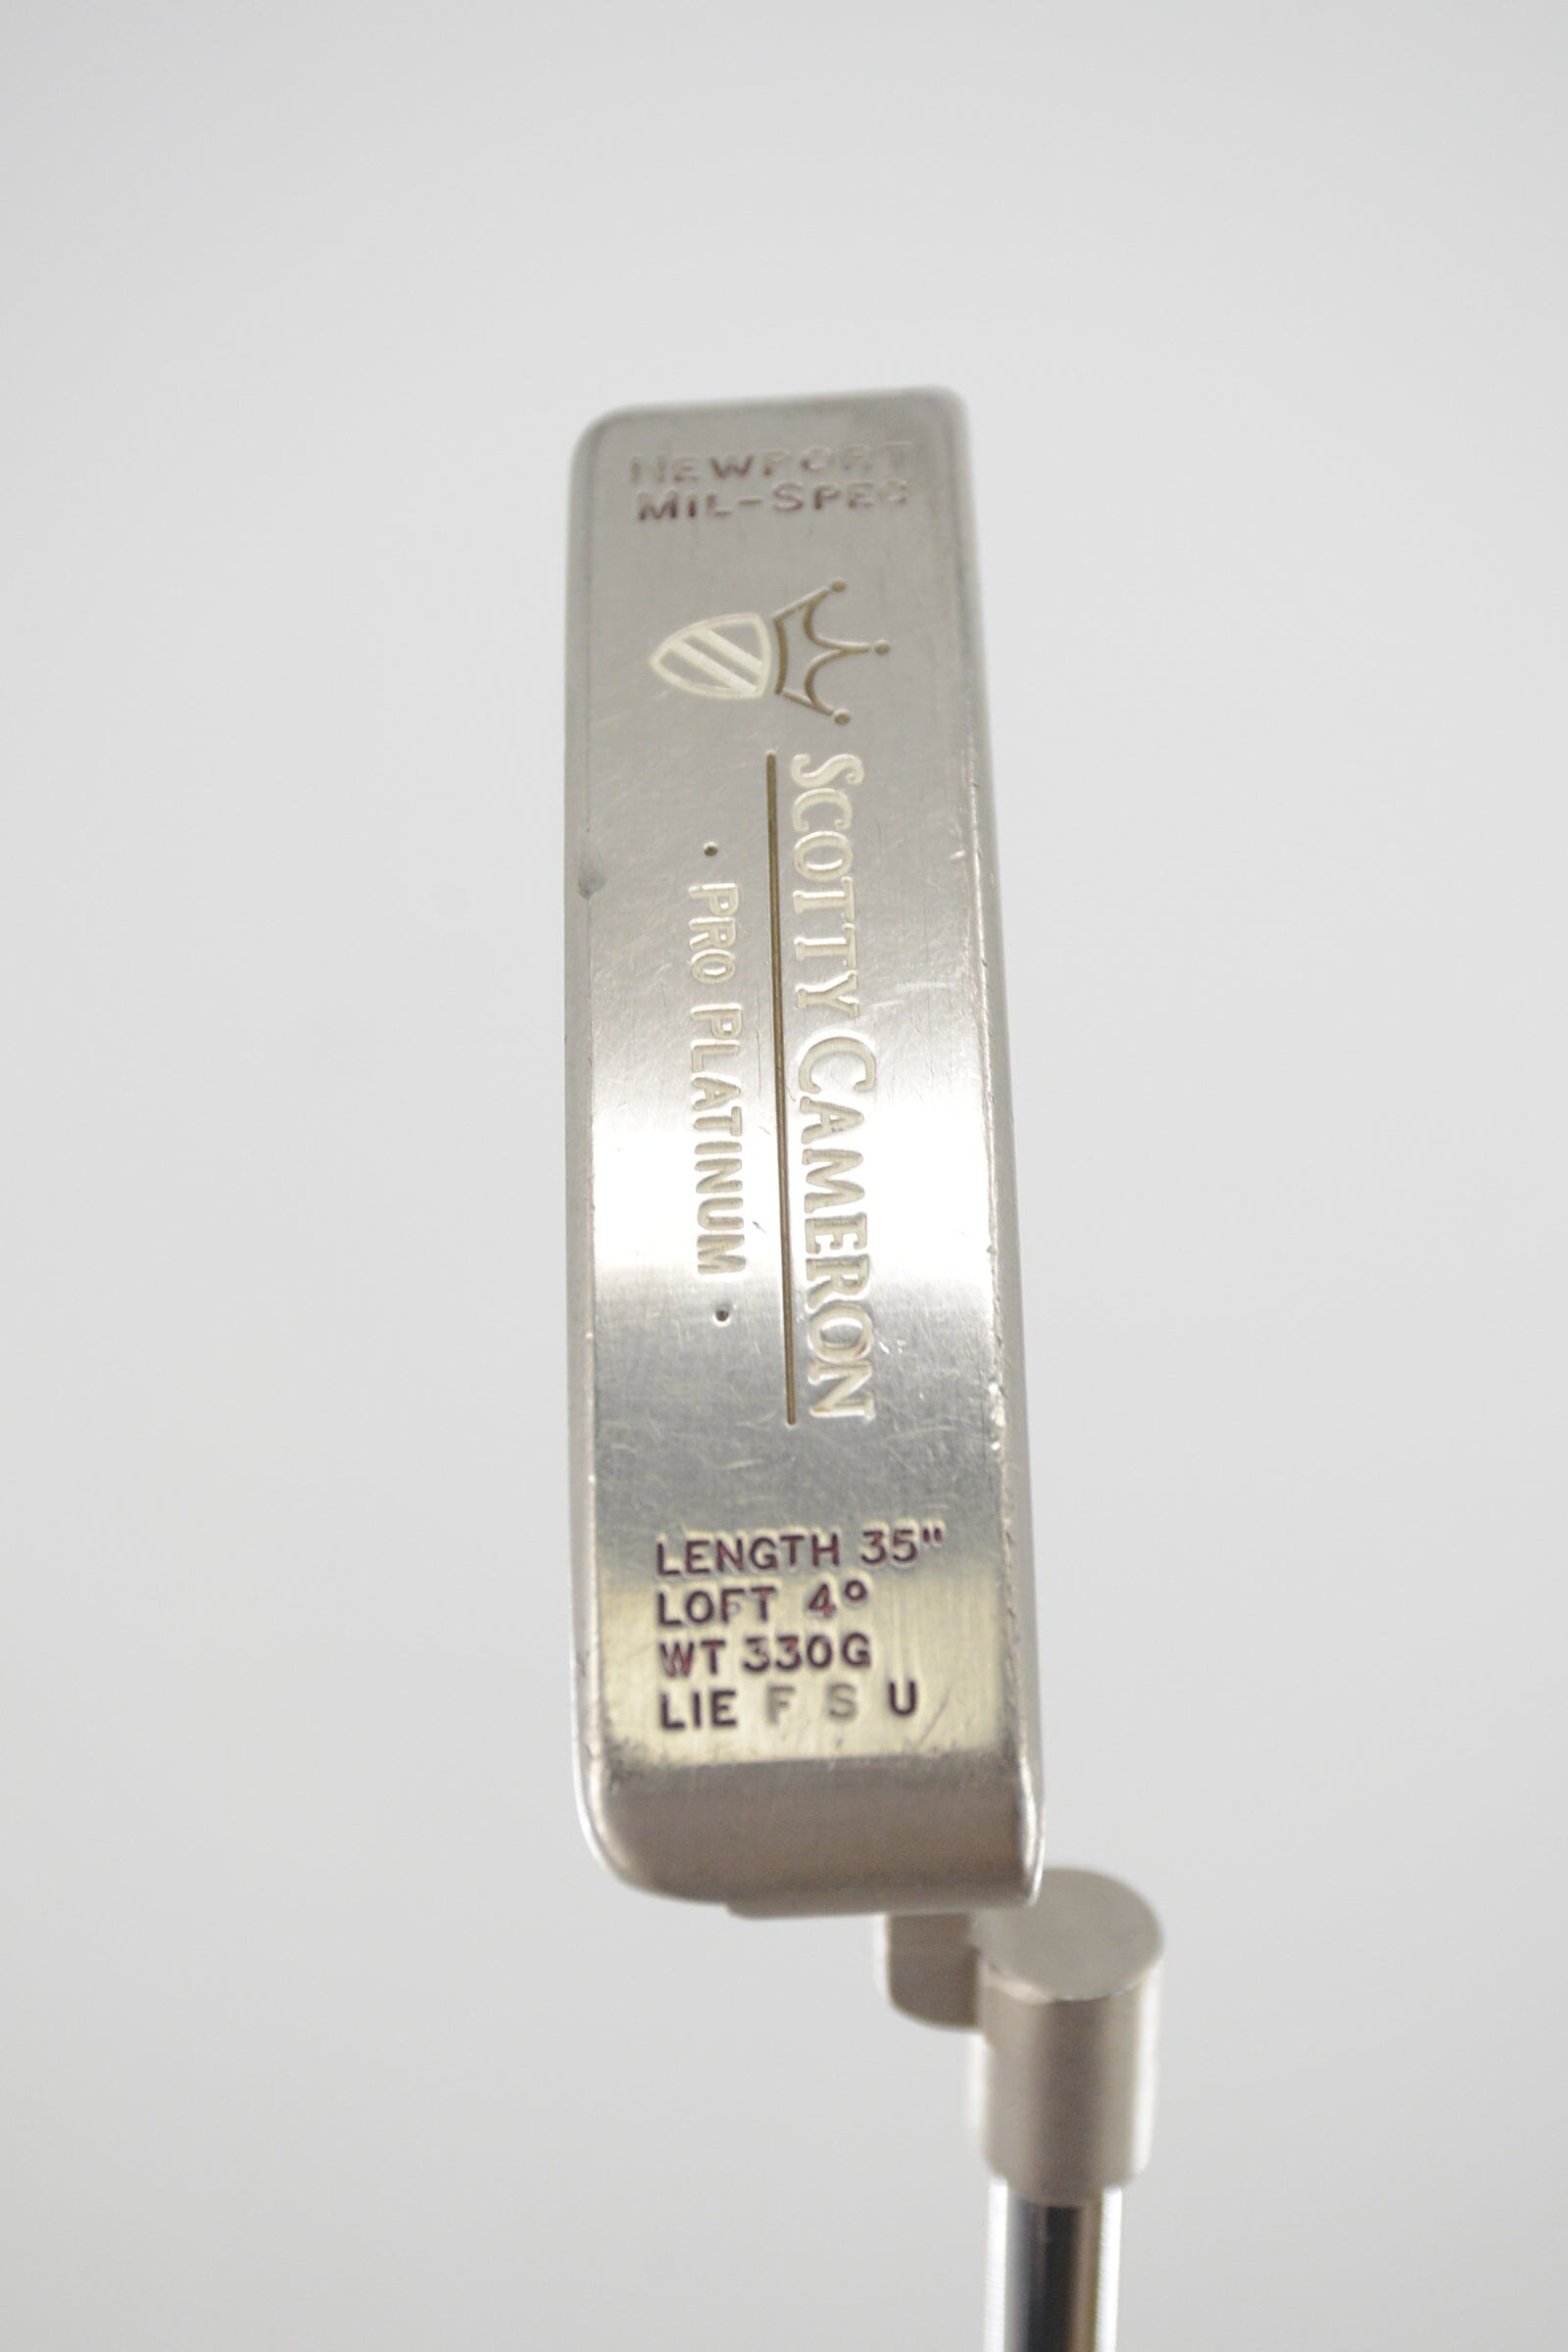 NEWPORT
MIL-SPEC
SCOTTY CAMERON
· PRO PLATINUM ·
LENGTH 35"
LOFT 4°
WT 330G
LIE F S U